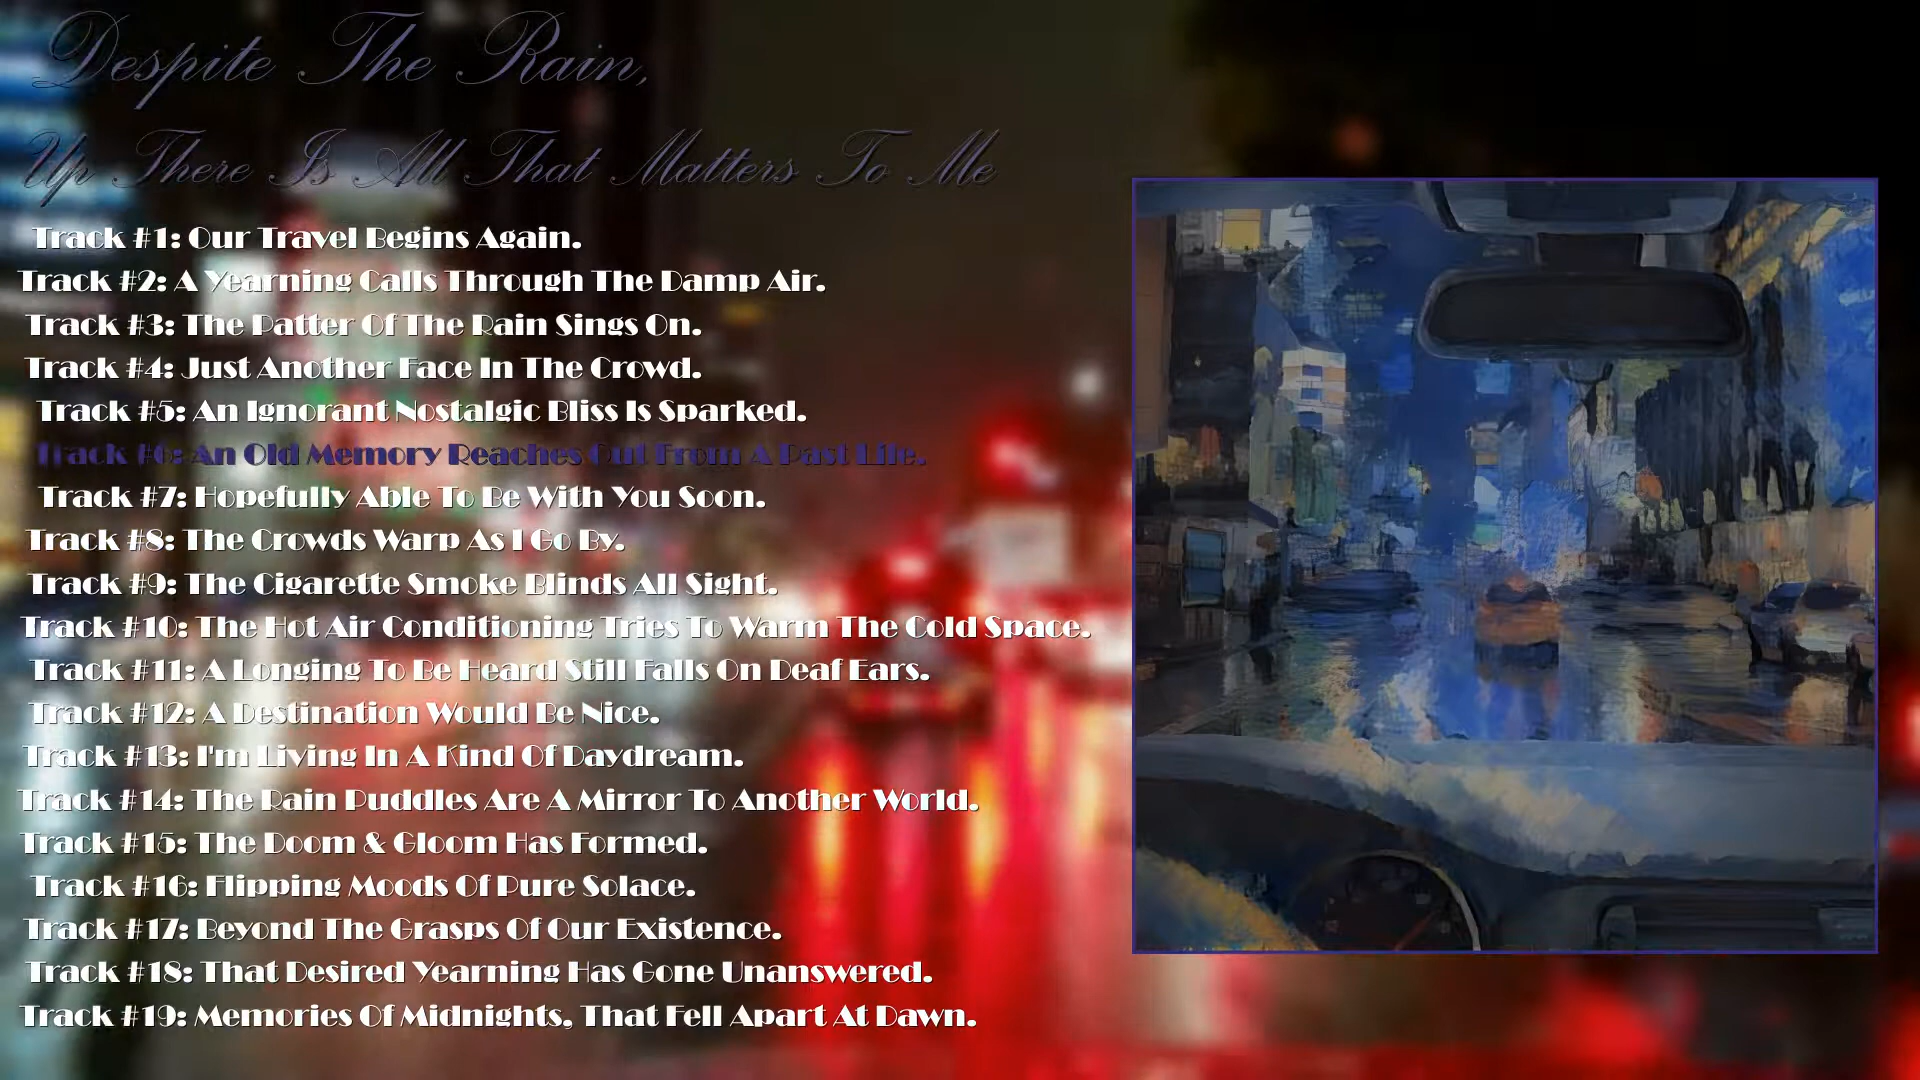 Despite The Rain,
Up There Is All That Matters To Me
Track #1: Our Travel Begins Again.
Track #2: A Yearning Calls Through The Damp Air.
Track #3: The Patter Of The Rain Sings On.
Track #4: Just Another Face In The Crowd.
Track #5: An Ignorant Nostalgic Bliss Is Sparked.
Track #6: An Old Memory Reaches Out From A Past Life.
Track #7: Hopefully Able To Be With You Soon.
Track #8: The Crowds Warp As I Go By.
Track #9: The Cigarette Smoke Blinds All Sight.
Track #10: The Hot Air Conditioning Tries To Warm The Cold Space.
Track #11: A Longing To Be Heard Still Falls On Deaf Ears.
Track #12: A Destination Would Be Nice.
Track #13: I'm Living In A Kind Of Daydream.
Track #14: The Rain Puddles Are A Mirror To Another World.
Track #15: The Doom & Gloom Has Formed.
Track #16: Flipping Moods Of Pure Solace.
Track #17: Beyond The Grasps Of Our Existence.
Track #18: That Desired Yearning Has Gone Unanswered.
Track #19: Memories Of Midnights, That Fell Apart At Dawn.